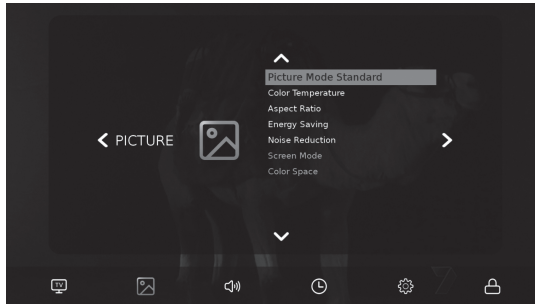 PICTURE
Picture Mode Standard
Color Temperature
Aspect Ratio
Energy Saving
Noise Reduction
Screen Mode
Color Space
TV